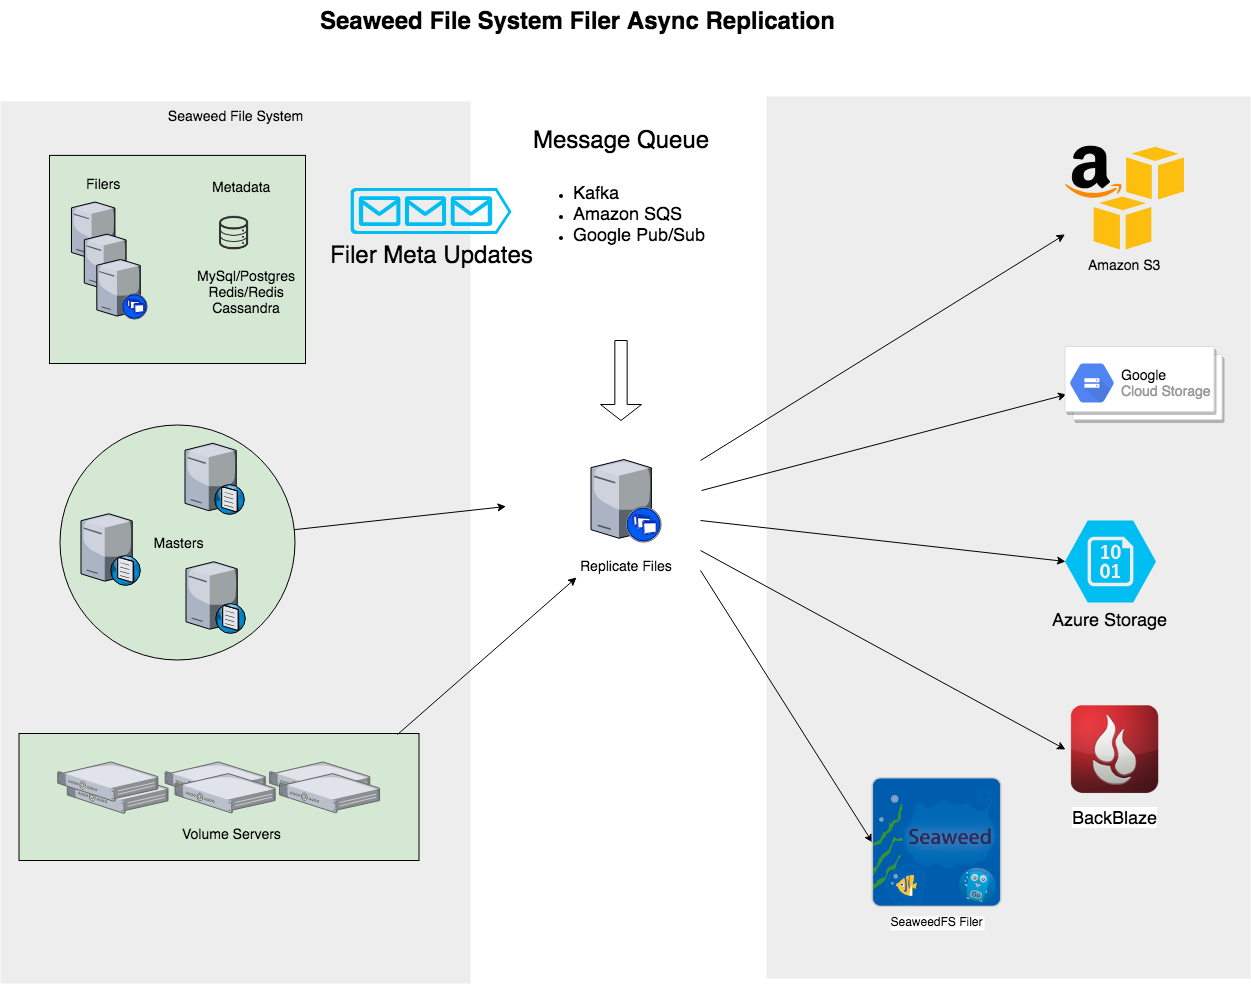 Seaweed File System Filer Async Replication
Seaweed File System
Filers
Metadata
MySql/Postgres
Redis/Redis
Cassandra
Filer Meta Updates
Message Queue
Kafka
Amazon SQS
Google Pub/Sub
Masters
Volume Servers
Replicate Files
a
Amazon S3
Google
Cloud Storage
10
01
Azure Storage
BackBlaze
Seaweed
Go
SeaweedFS Filer